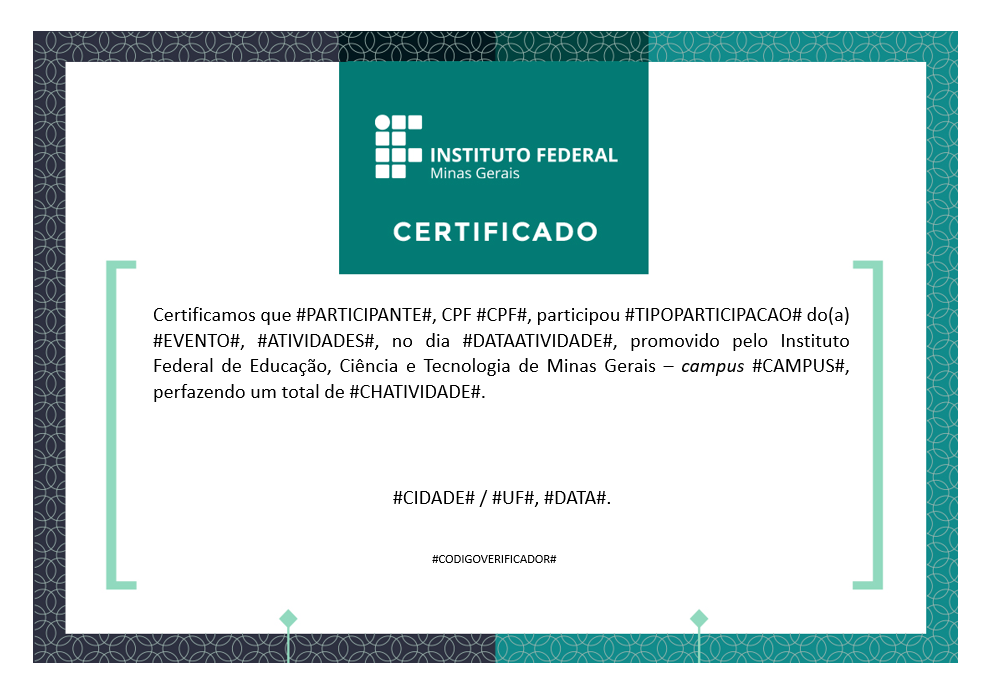 INSTITUTO FEDERAL
Minas Gerais
CERTIFICADO
Certificamos que #PARTICIPANTE#, CPF #CPF#, participou #TIPOPARTICIPACAO# do(a)
#EVENTO#, #ATIVIDADES#, no dia #DATAATIVIDADE#, promovido pelo Instituto
Federal de Educação, Ciência e Tecnologia de Minas Gerais – campus #CAMPUS#,
perfazendo um total de #CHATIVIDADE#.
#CIDADE# / #UF#, #DATA#.
#CODIGOVERIFICADOR#